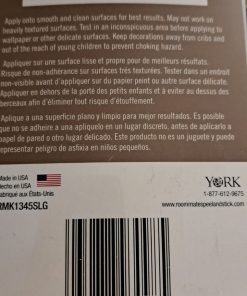 Apply onto smooth and clean surfaces for best results. May not work on
heavily textured surfaces. Test in an inconspicuous area before applying to
wallpaper or other delicate surfaces. Keep decorations away from cribs and
out of the reach of young children to prevent choking hazard.
Appliquer sur une surface lisse et propre pour de meilleurs résultats.
Risque de non-adhérence sur surfaces très texturées. Tester dans un endroit
non-visible avant d'appliquer sur du papier peint ou autre surface délicate.
Appliquer en dehors de la porté des petits enfants et à eviter au dessus des
berceaux afin d'éliminer tout risque d'étouffement.
Aplique a una superficie plano y limpio para mejor resultados. Es posible
que no se adhere a una apliquelo en un lugar discreto, antes de aplicarlo a
papel de pared o otro lugar delicado. Este producto no es un juguete y puede
representar peligro de asfixia en niños pequeños.
Made in USA
Hecho en USA
Fabriqué aux États-Unis
RMK1345SLG
YORK
1-877-612-9675
www.roommatespeelandstick.com